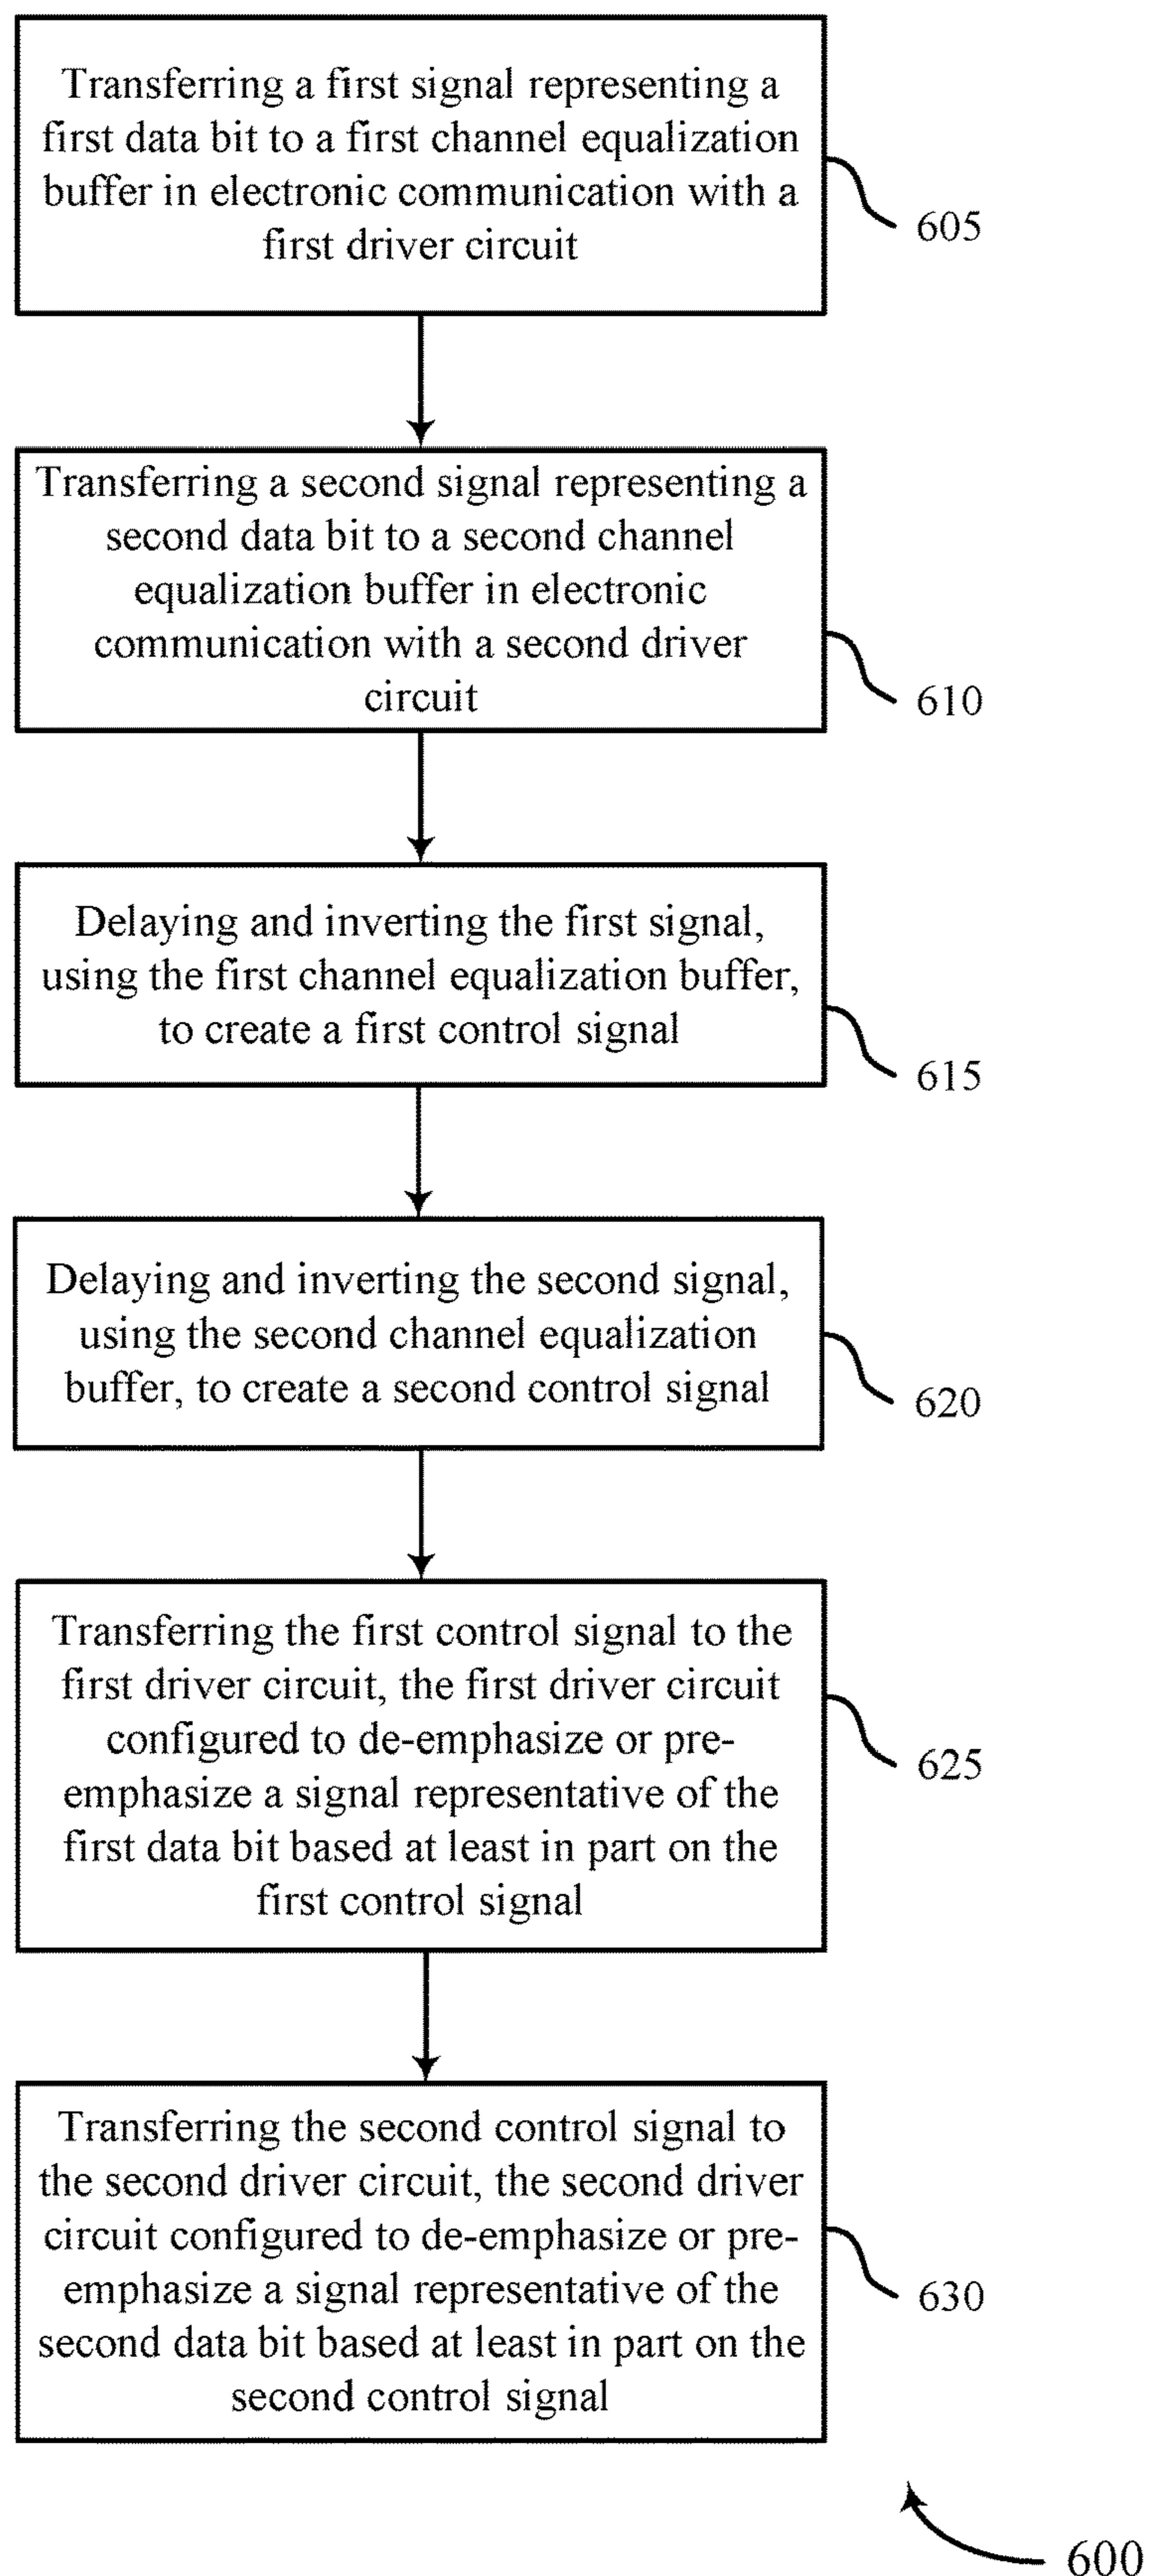 Transferring a first signal representing a
first data bit to a first channel equalization
buffer in electronic communication with a
first driver circuit
605
Transferring a second signal representing a
second data bit to a second channel
equalization buffer in electronic
communication with a second driver
circuit
610
Delaying and inverting the first signal,
using the first channel equalization buffer,
to create a first control signal
615
Delaying and inverting the second signal,
using the second channel equalization
buffer, to create a second control signal
620
Transferring the first control signal to the
first driver circuit, the first driver circuit
configured to de-emphasize or pre-
emphasize a signal representative of the
first data bit based at least in part on the
first control signal
625
Transferring the second control signal to
the second driver circuit, the second driver
circuit configured to de-emphasize or pre-
emphasize a signal representative of the
second data bit based at least in part on the
second control signal
630
600